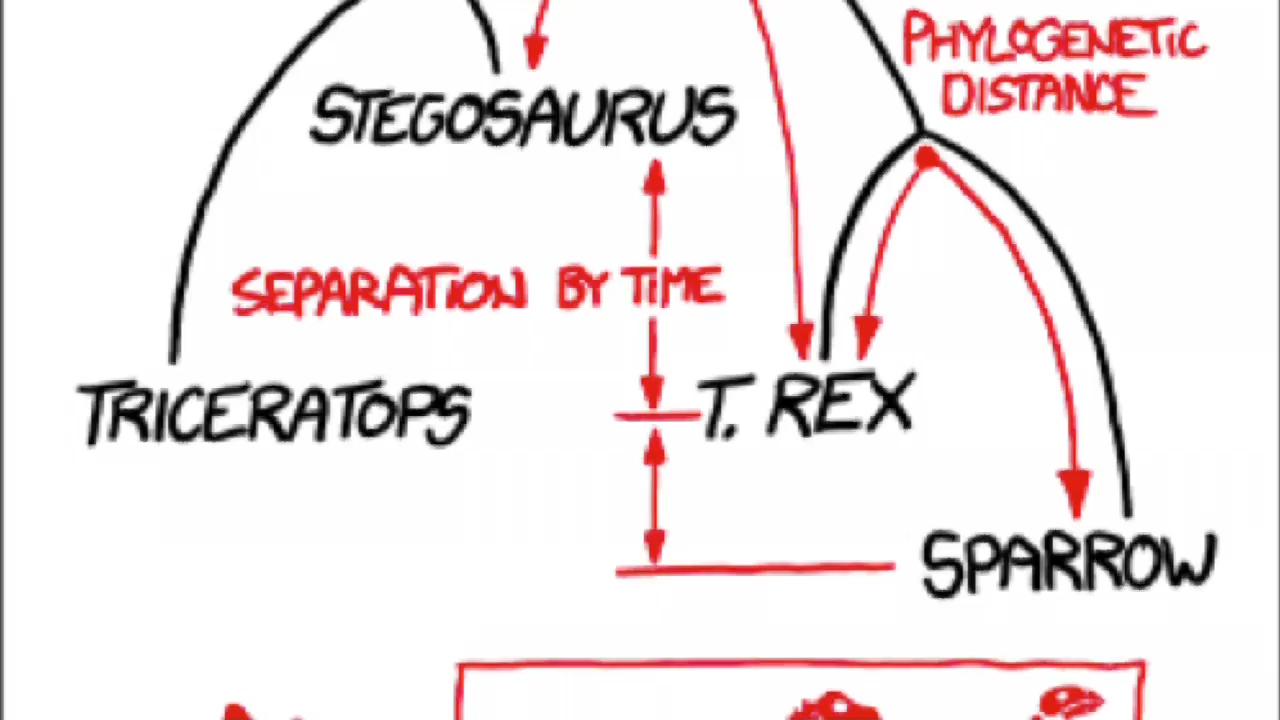 PHYLOGENETIC
DISTANCE
STEGOSAURUS
SEPARATION BY TIME
TRICERATOPS
T. REX
SPARROW